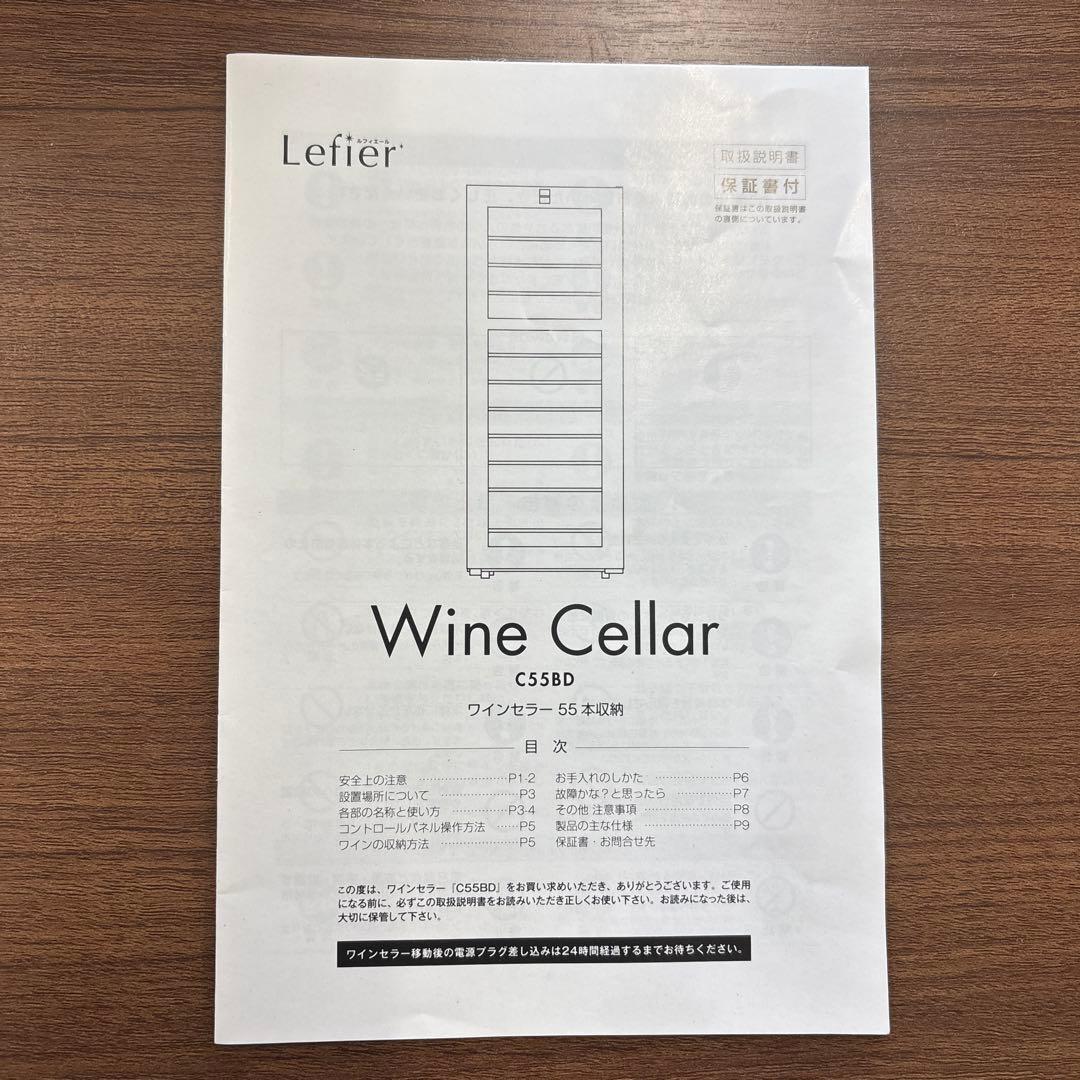 Lefier
ルフィエール
取扱説明書
保証書付
保証書はこの取扱説明書
の裏側についています。
Wine Cellar
C55BD
ワインセラー 55 本収納
目 次
安全上の注意 ……………………P1-2
設置場所について ………………P3
各部の名称と使い方 ……………P3-4
コントロールパネル操作方法 ……P5
ワインの収納方法 ………………P5
お手入れのしかた …………………P6
故障かな？と思ったら ……………P7
その他 注意事項 …………………P8
製品の主な仕様 …………………P9
保証書・お問合せ先
この度は、ワインセラー「C55BD」をお買い求めいただき、ありがとうございます。ご使用
になる前に、必ずこの取扱説明書をお読みいただき正しくお使い下さい。お読みになった後は、
大切に保管して下さい。
ワインセラー移動後の電源プラグ差し込みは24時間経過するまでお待ちください。